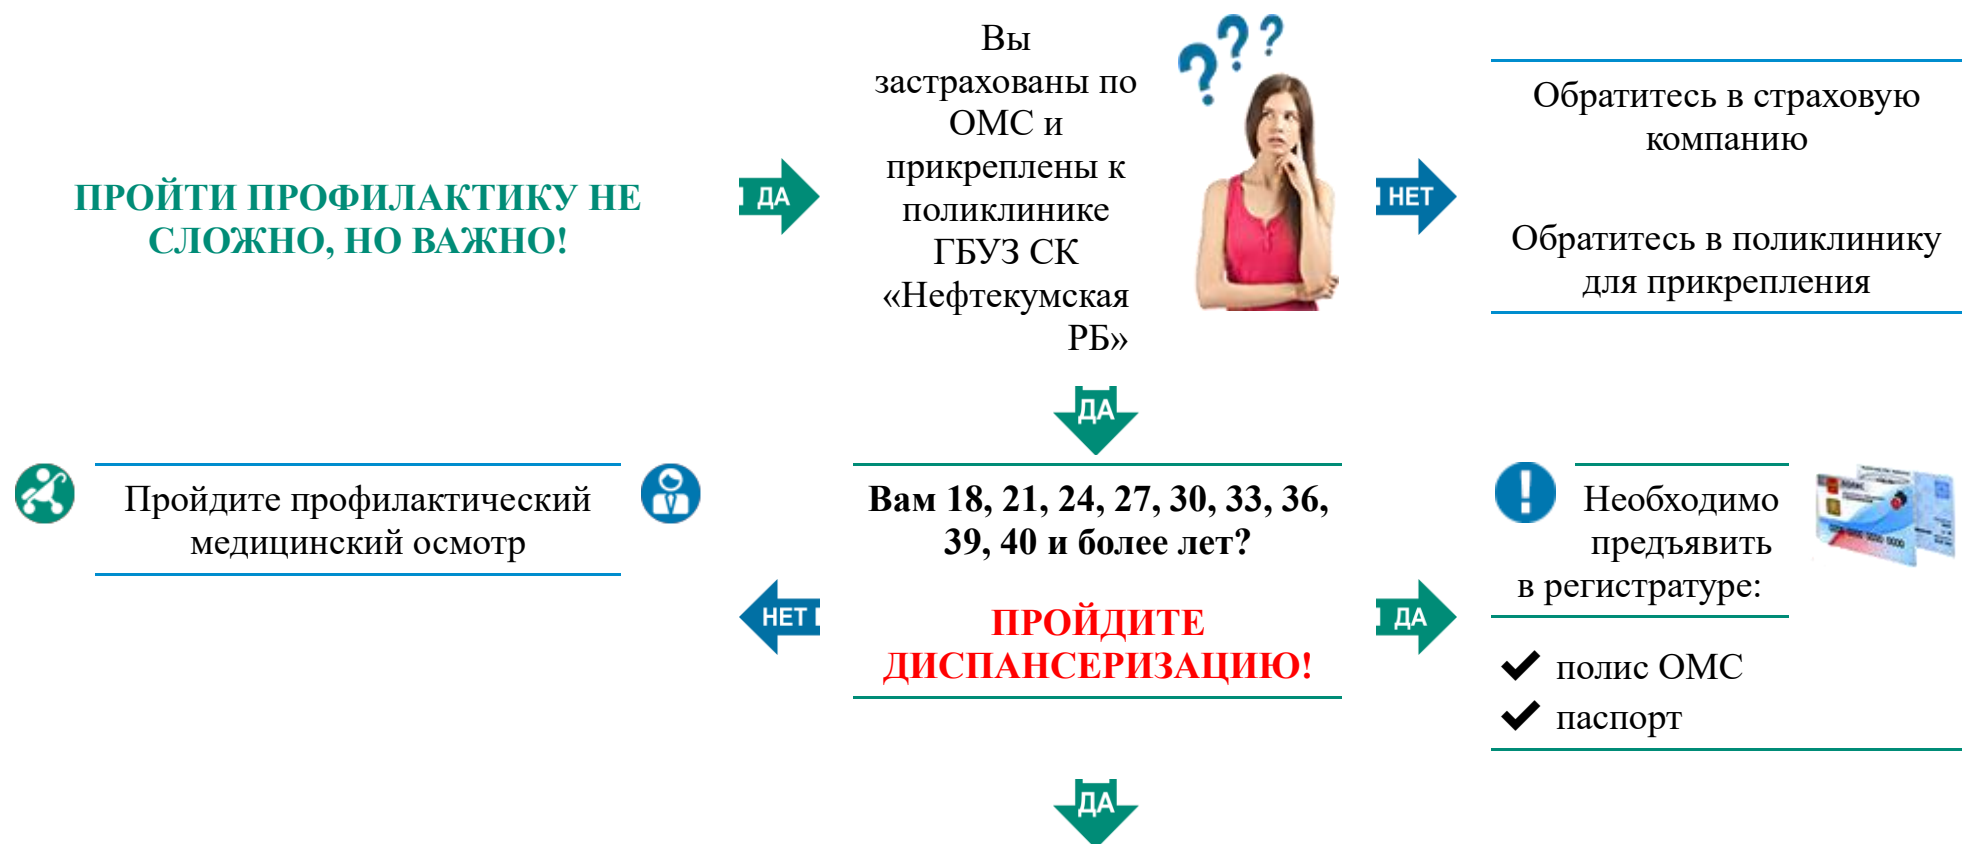 ПРОЙТИ ПРОФИЛАКТИКУ НЕ
СЛОЖНО, НО ВАЖНО!
ДА
Вы
застрахованы по
ОМС и
прикреплены к
поликлинике
ГБУЗ СК
«Нефтекумская
РБ»
???
НЕТ
Обратитесь в страховую
компанию
Обратитесь в поликлинику
для прикрепления
ДА
Пройдите профилактический
медицинский осмотр
НЕТ
Вам 18, 21, 24, 27, 30, 33, 36,
39, 40 и более лет?
ПРОЙДИТЕ
ДИСПАНСЕРИЗАЦИЮ!
ДА
!
Необходимо
предъявить
в регистратуре:
полис ОМС
паспорт
ДА